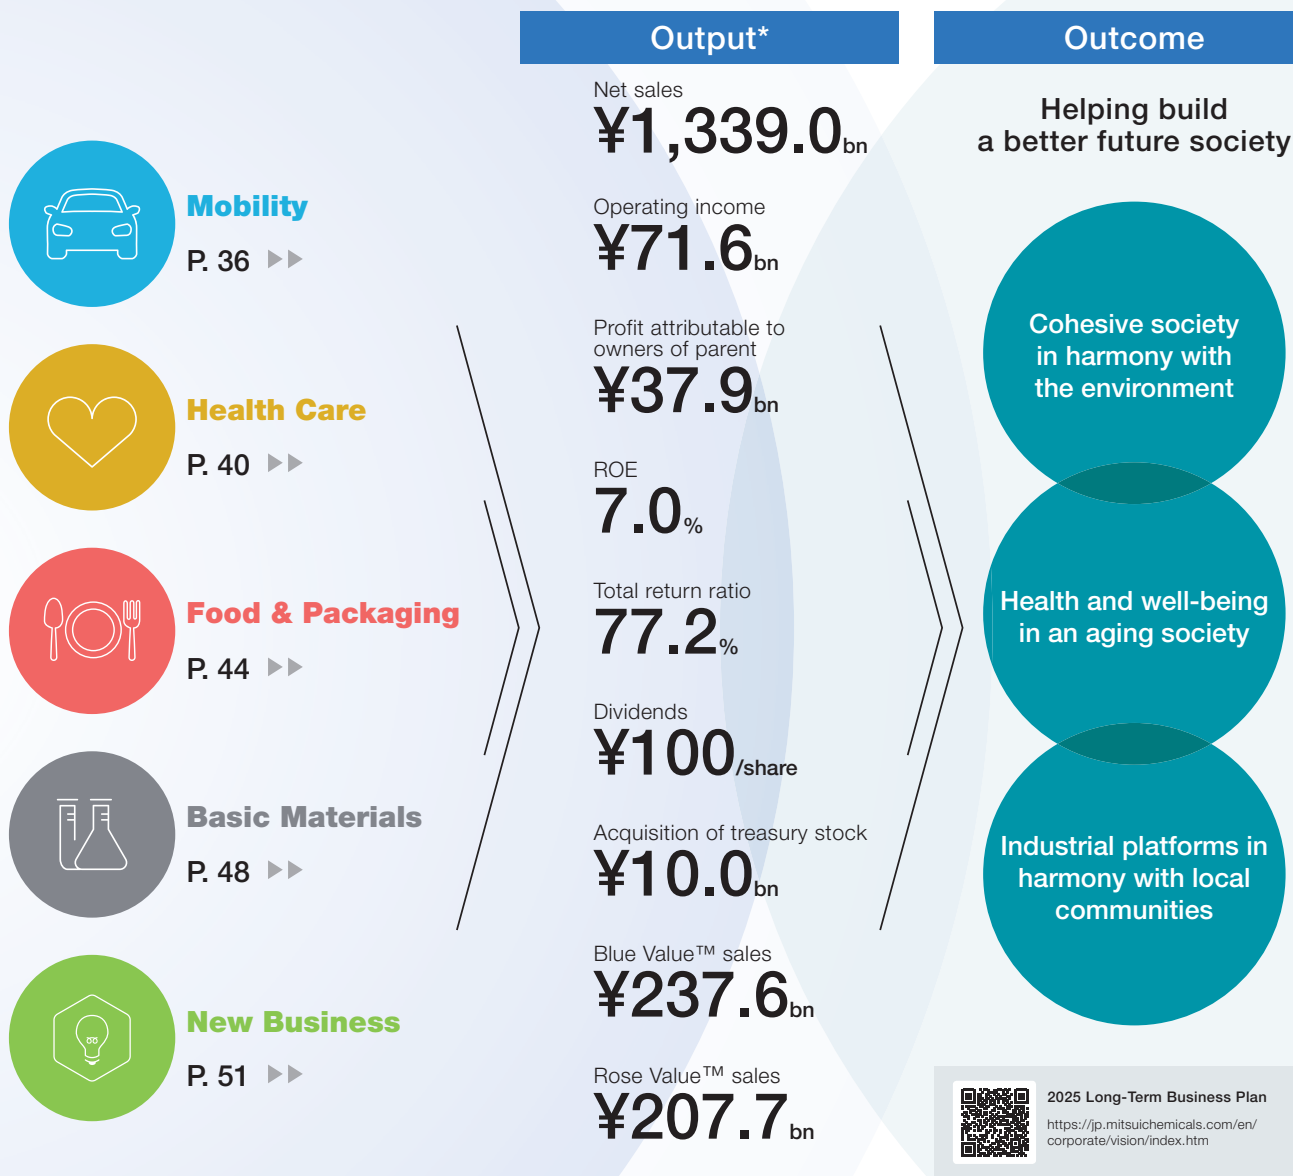 Mobility
P. 36
Health Care
P. 40
Food & Packaging
P. 44
Basic Materials
P. 48
New Business
P. 51
Output*
Net sales
¥1,339.0bn
Operating income
¥71.6bn
Profit attributable to
owners of parent
¥37.9bn
ROE
7.0%
Total return ratio
77.2%
Dividends
¥100/share
Acquisition of treasury stock
¥10.0bn
Blue Value™ sales
¥237.6bn
Rose Value™ sales
¥207.7bn
Outcome
Helping build
a better future society
Cohesive society
in harmony with
the environment
Health and well-being
in an aging society
Industrial platforms in
harmony with local
communities
2025 Long-Term Business Plan
https://jp.mitsuichemicals.com/en/
corporate/vision/index.htm